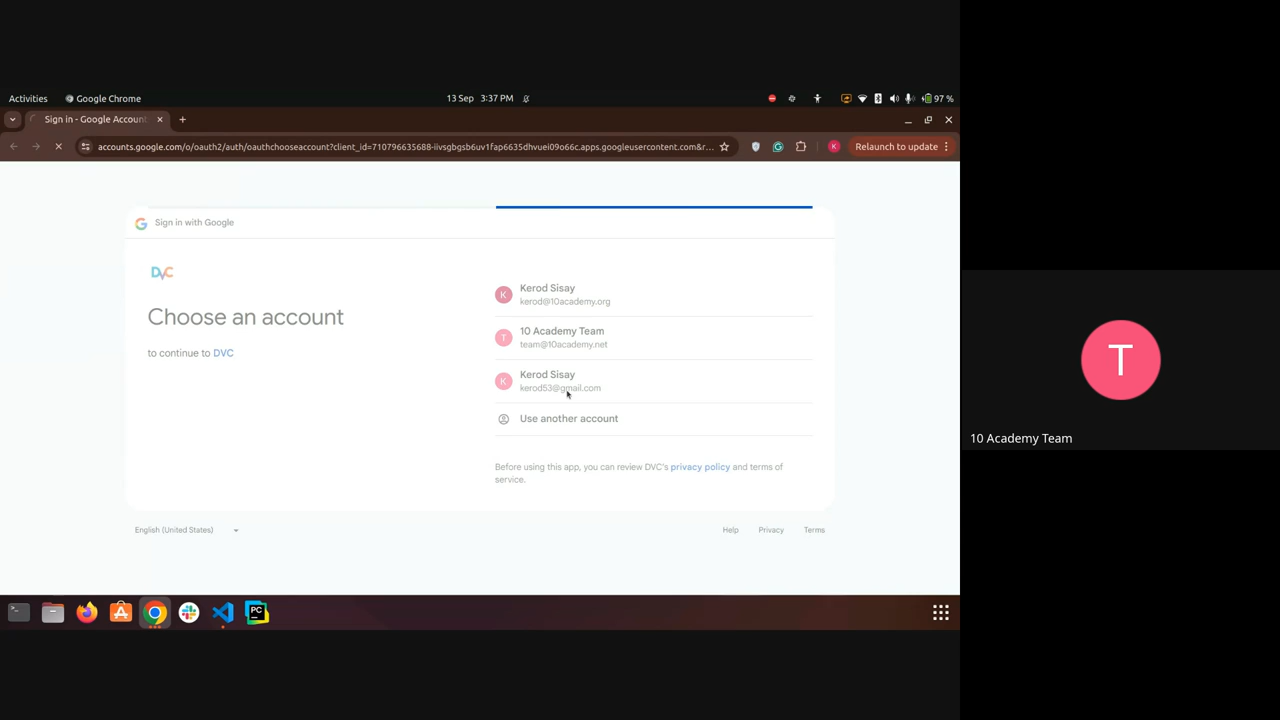 Activities
Google Chrome
13 Sep 3:37 PM
97 %
Sign in - Google Accoun
accounts.google.com/o/oauth2/auth/oauthchooseaccount?client_id=710796635688-iivsgbgsb6uv1fap6635dhvuei09o66c.apps.googleusercontent.com&r...
K
Relaunch to update
Sign in with Google
DVC
Choose an account
to continue to DVC
K
Kerod Sisay
kerod@10academy.org
T
10 Academy Team
team@10academy.net
K
Kerod Sisay
kerod53@gmail.com
Use another account
Before using this app, you can review DVC's privacy policy and terms of
service.
English (United States)
Help
Privacy
Terms
PC
T
10 Academy Team